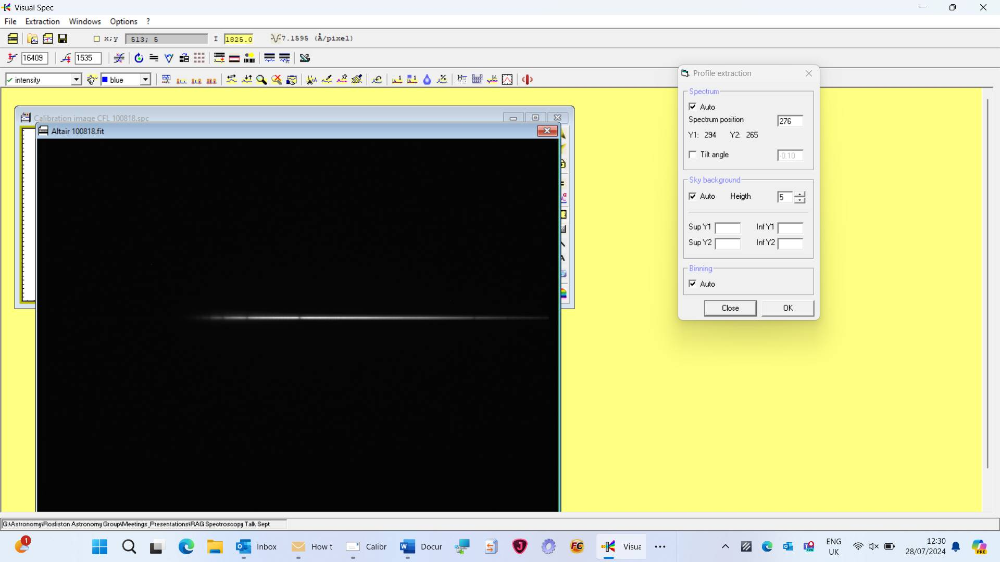 Visual Spec
File Extraction Windows Options ?
x;y 513; 5 I 1825.0 7.1595 (Å/pixel)
16409 1535
intensity blue
Profile extraction
Spectrum
Auto
Spectrum position 276
Y1: 294 Y2: 265
Tilt angle -0.10
Sky background
Auto Heigth 5
Sup Y1 Inf Y1
Sup Y2 Inf Y2
Binning
Auto
Close OK
Calibration image CFL 100818.spc
Altair 100818.fit
G:\Astronomy\Rosliston Astronomy Group\Meetings_Presentations\RAG Spectroscopy Talk Sept
1 Inbox How t Calibr Docur Visua ENG UK 12:30
28/07/2024